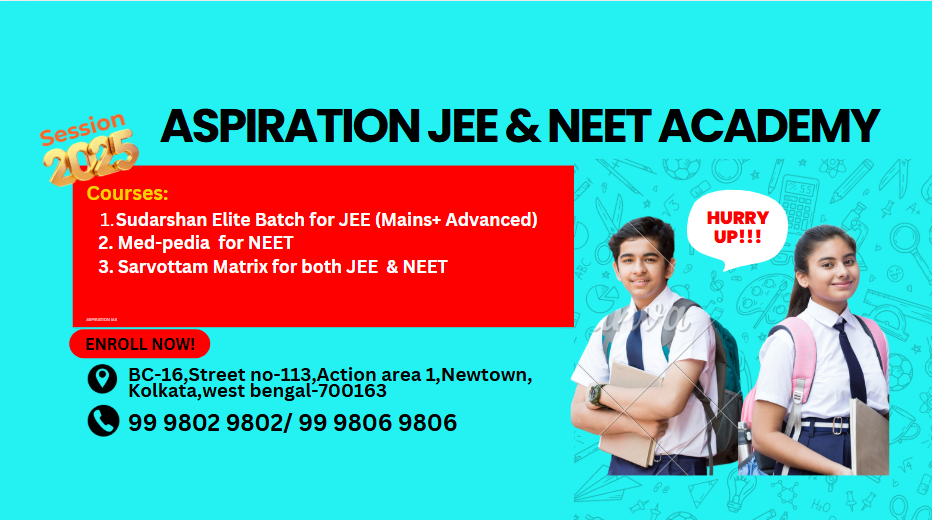 ASPIRATION JEE & NEET ACADEMY
Session
2025
Courses:
1. Sudarshan Elite Batch for JEE (Mains+ Advanced)
2. Med-pedia for NEET
3. Sarvottam Matrix for both JEE & NEET
HURRY
UP!!!
ENROLL NOW!
BC-16,Street no-113,Action area 1,Newtown,
Kolkata,west bengal-700163
99 9802 9802/ 99 9806 9806